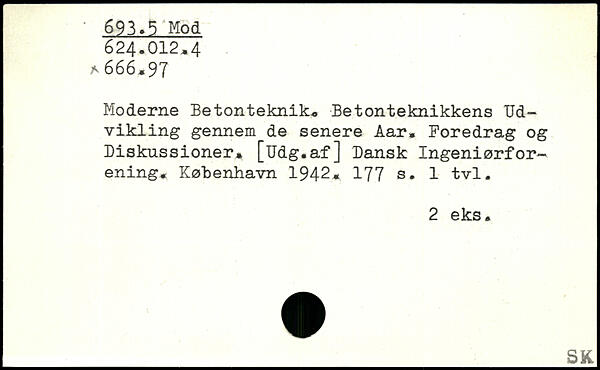 693.5 Mod
624.012.4
×666.97
Moderne Betonteknik. Betonteknikkens Ud-
vikling gennem de senere Aar. Foredrag og
Diskussioner. [Udg.af] Dansk Ingeniørfor-
ening. København 1942. 177 s. 1 tvl.
2 eks.
SK